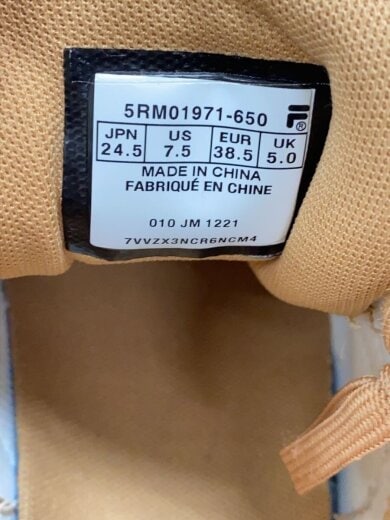 5RM01971-650
JPN US EUR UK
24.5 7.5 38.5 5.0
MADE IN CHINA
FABRIQUÉ EN CHINE
010 JM 1221
7VVZX3NCR6NCM4